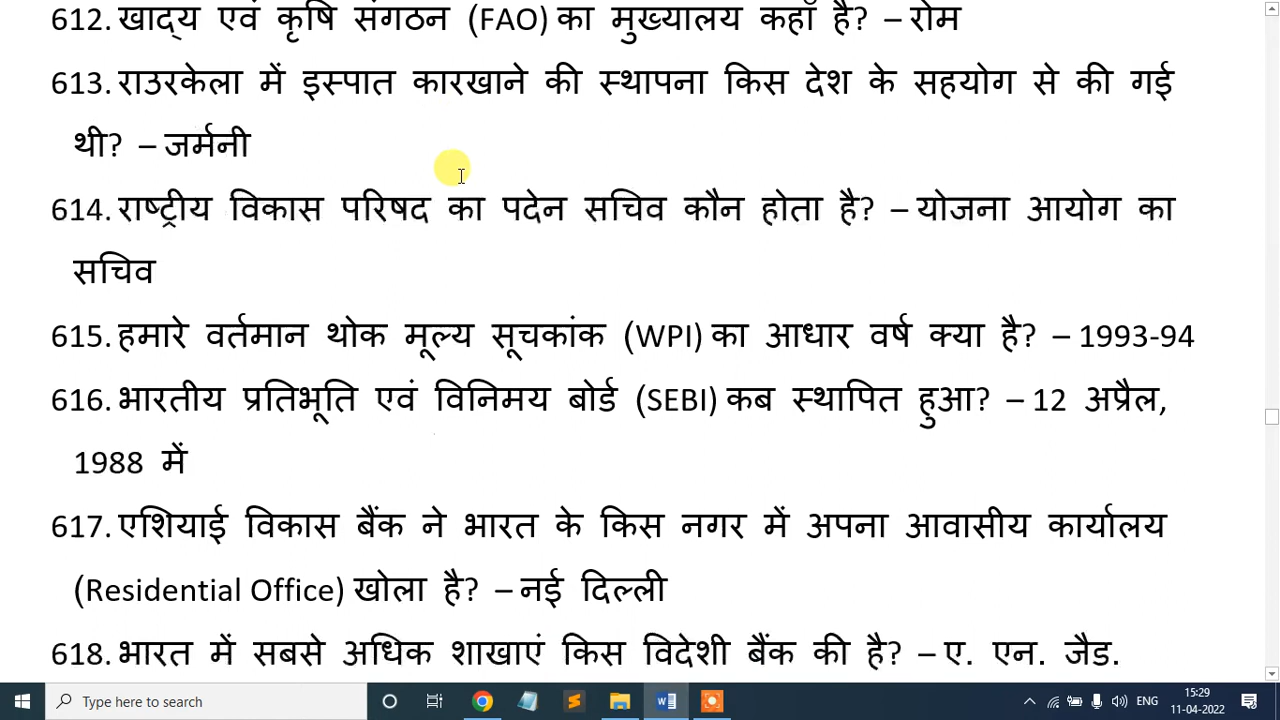 612. खाद्य एवं कृषि संगठन (FAO) का मुख्यालय कहाँ है? – रोम
613. राउरकेला में इस्पात कारखाने की स्थापना किस देश के सहयोग से की गई
थी? – जर्मनी
614. राष्ट्रीय विकास परिषद का पदेन सचिव कौन होता है? – योजना आयोग का
सचिव
615. हमारे वर्तमान थोक मूल्य सूचकांक (WPI) का आधार वर्ष क्या है? – 1993-94
616. भारतीय प्रतिभूति एवं विनिमय बोर्ड (SEBI) कब स्थापित हुआ? – 12 अप्रैल,
1988 में
617. एशियाई विकास बैंक ने भारत के किस नगर में अपना आवासीय कार्यालय
(Residential Office) खोला है? – नई दिल्ली
618. भारत में सबसे अधिक शाखाएं किस विदेशी बैंक की है? – ए. एन. जैड.
Type here to search
ENG
15:29
11-04-2022